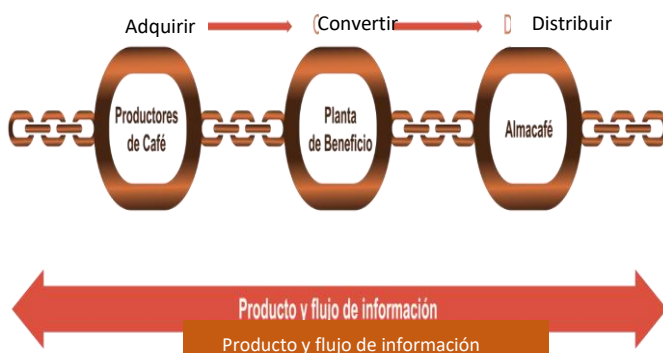 Adquirir Convertir D Distribuir
Productores
de Café
Planta
de Beneficio
Almacafé
Producto y flujo de información
Producto y flujo de información